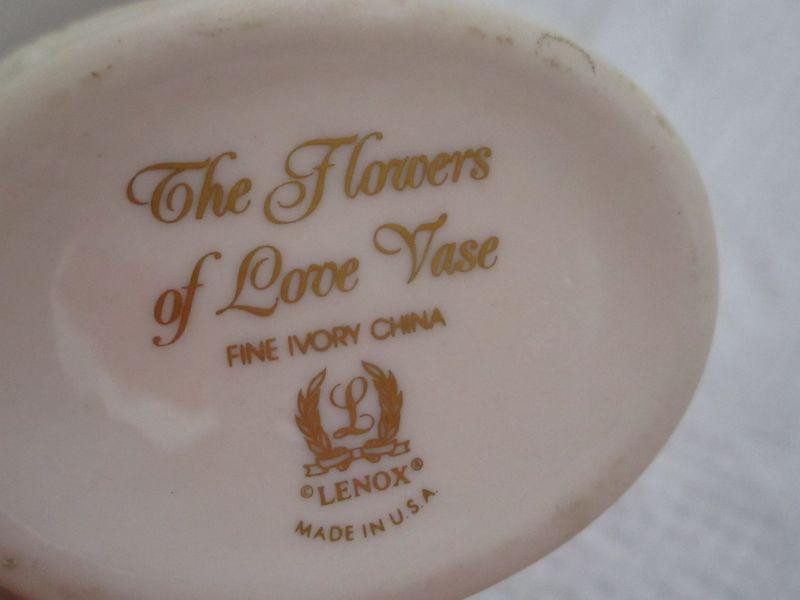 The Flowers
of Love Vase
FINE IVORY CHINA
L
© LENOX®
MADE IN U.S.A.